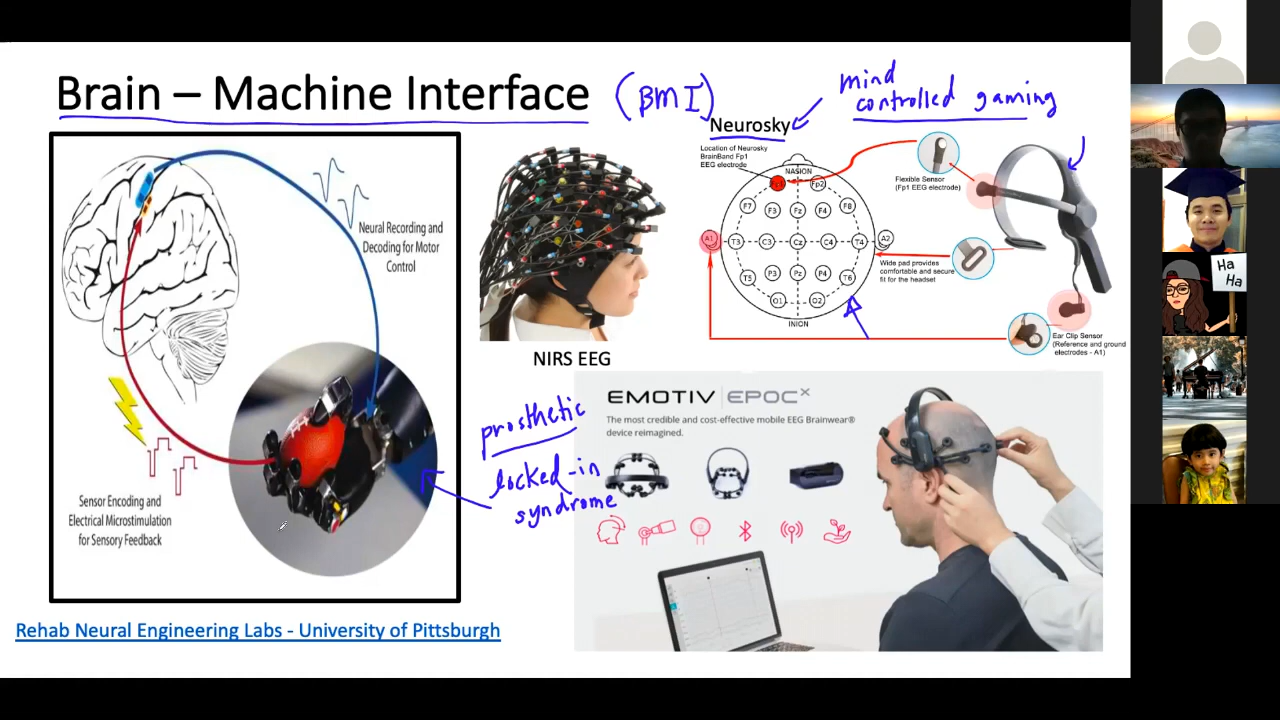 Brain – Machine Interface (BMI)
mind
controlled gaming
Neurosky
Location of Neurosky
BrainBand Fp1
EEG electrode
NASION
Fp1
Fp2
F7
F3
Fz
F4
F8
A1
T3
C3
Cz
C4
T4
A2
T5
P3
Pz
P4
T6
O1
O2
INION
Flexible Sensor
(Fp1 EEG electrode)
Wide pad provides
comfortable and secure
fit for the headset
Ear Clip Sensor
(Reference and ground
electrodes - A1)
Neural Recording and
Decoding for Motor
Control
Sensor Encoding and
Electrical Microstimulation
for Sensory Feedback
NIRS EEG
prosthetic
locked-in
syndrome
EMOTIV EPOC X
The most credible and cost-effective mobile EEG Brainwear®
device reimagined.
Rehab Neural Engineering Labs - University of Pittsburgh
Ha
Ha